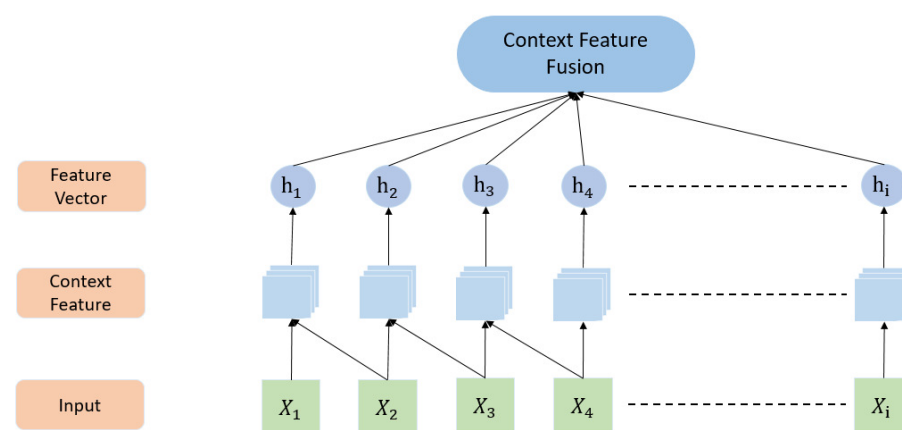 Context Feature
Fusion
Feature
Vector
h₁ h₂ h₃ h₄ hᵢ
Context
Feature
Input
X₁ X₂ X₃ X₄ Xᵢ